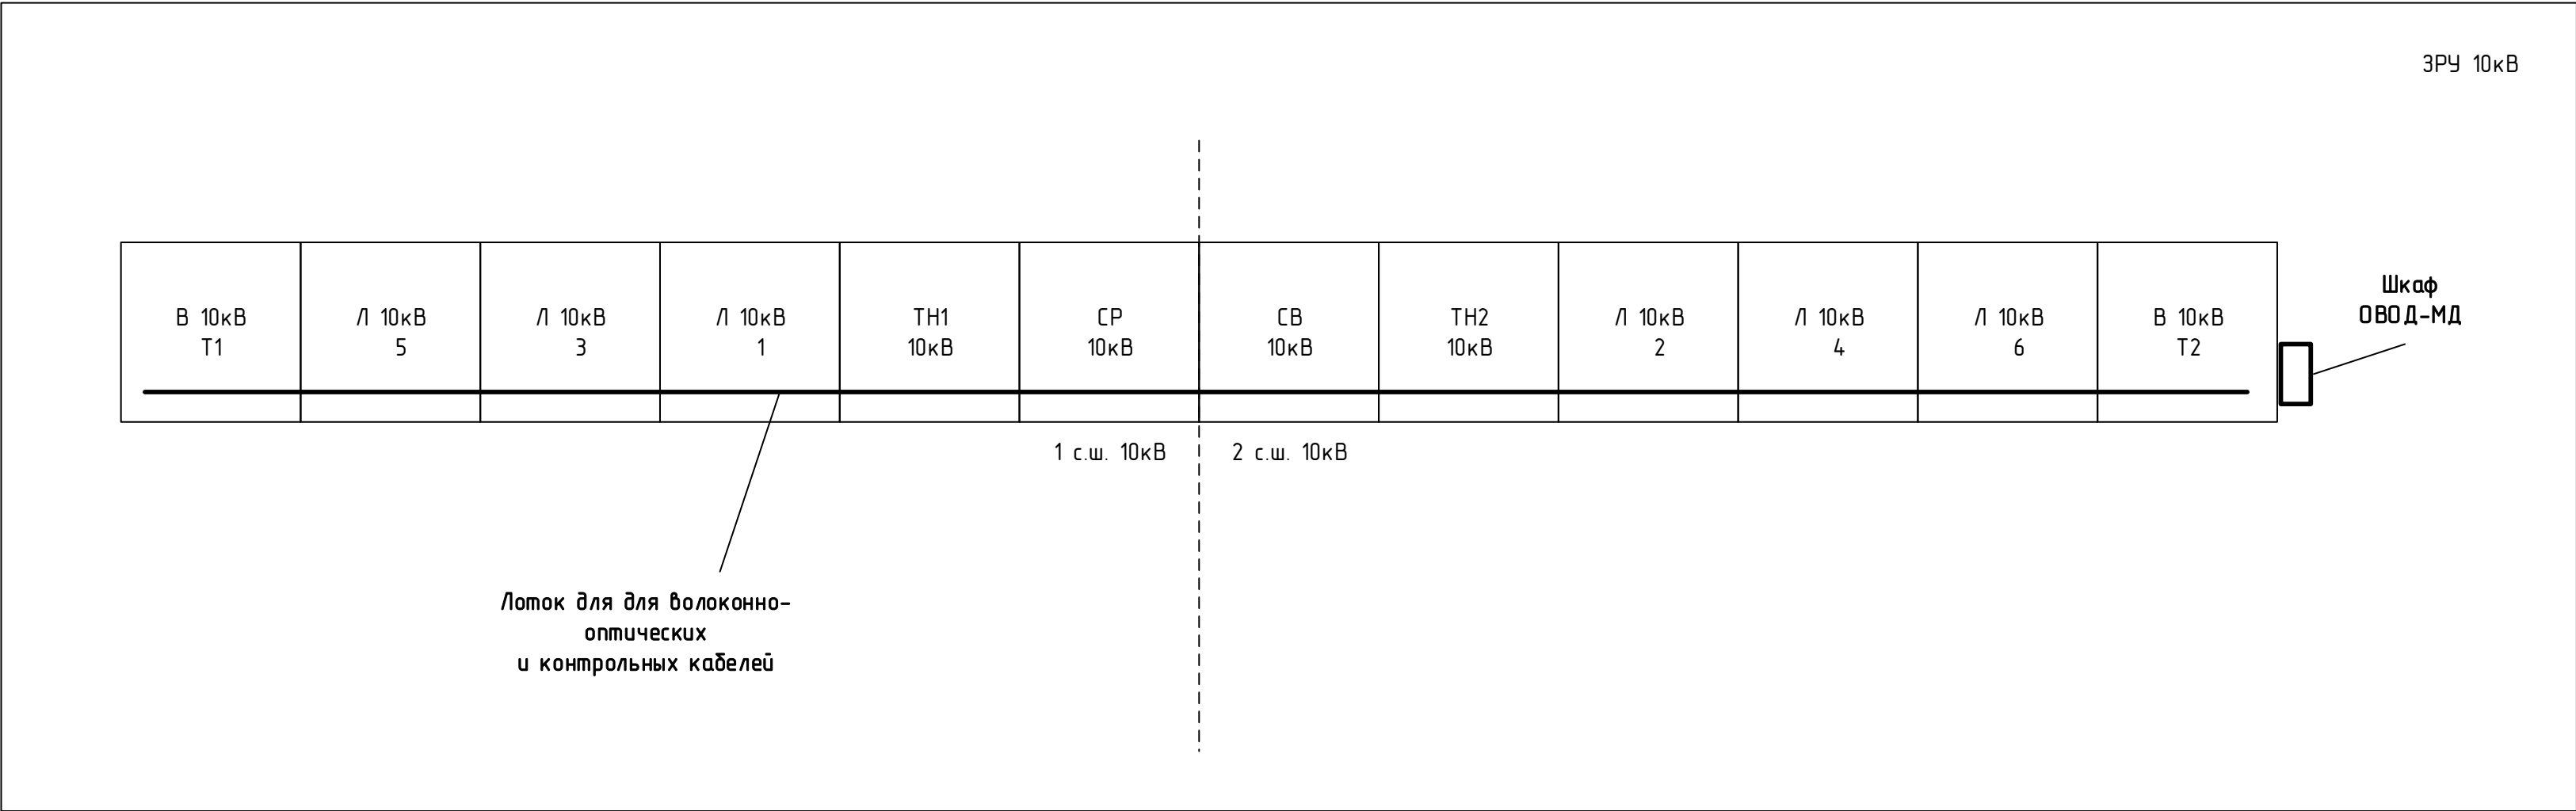 ЗРУ 10кВ
В 10кВ
Т1
Л 10кВ
5
Л 10кВ
3
Л 10кВ
1
ТН1
10кВ
СР
10кВ
СВ
10кВ
ТН2
10кВ
Л 10кВ
2
Л 10кВ
4
Л 10кВ
6
В 10кВ
Т2
Шкаф
ОВОД-МД
1 с.ш. 10кВ
2 с.ш. 10кВ
Лоток для для волоконно-
оптических
и контрольных кабелей